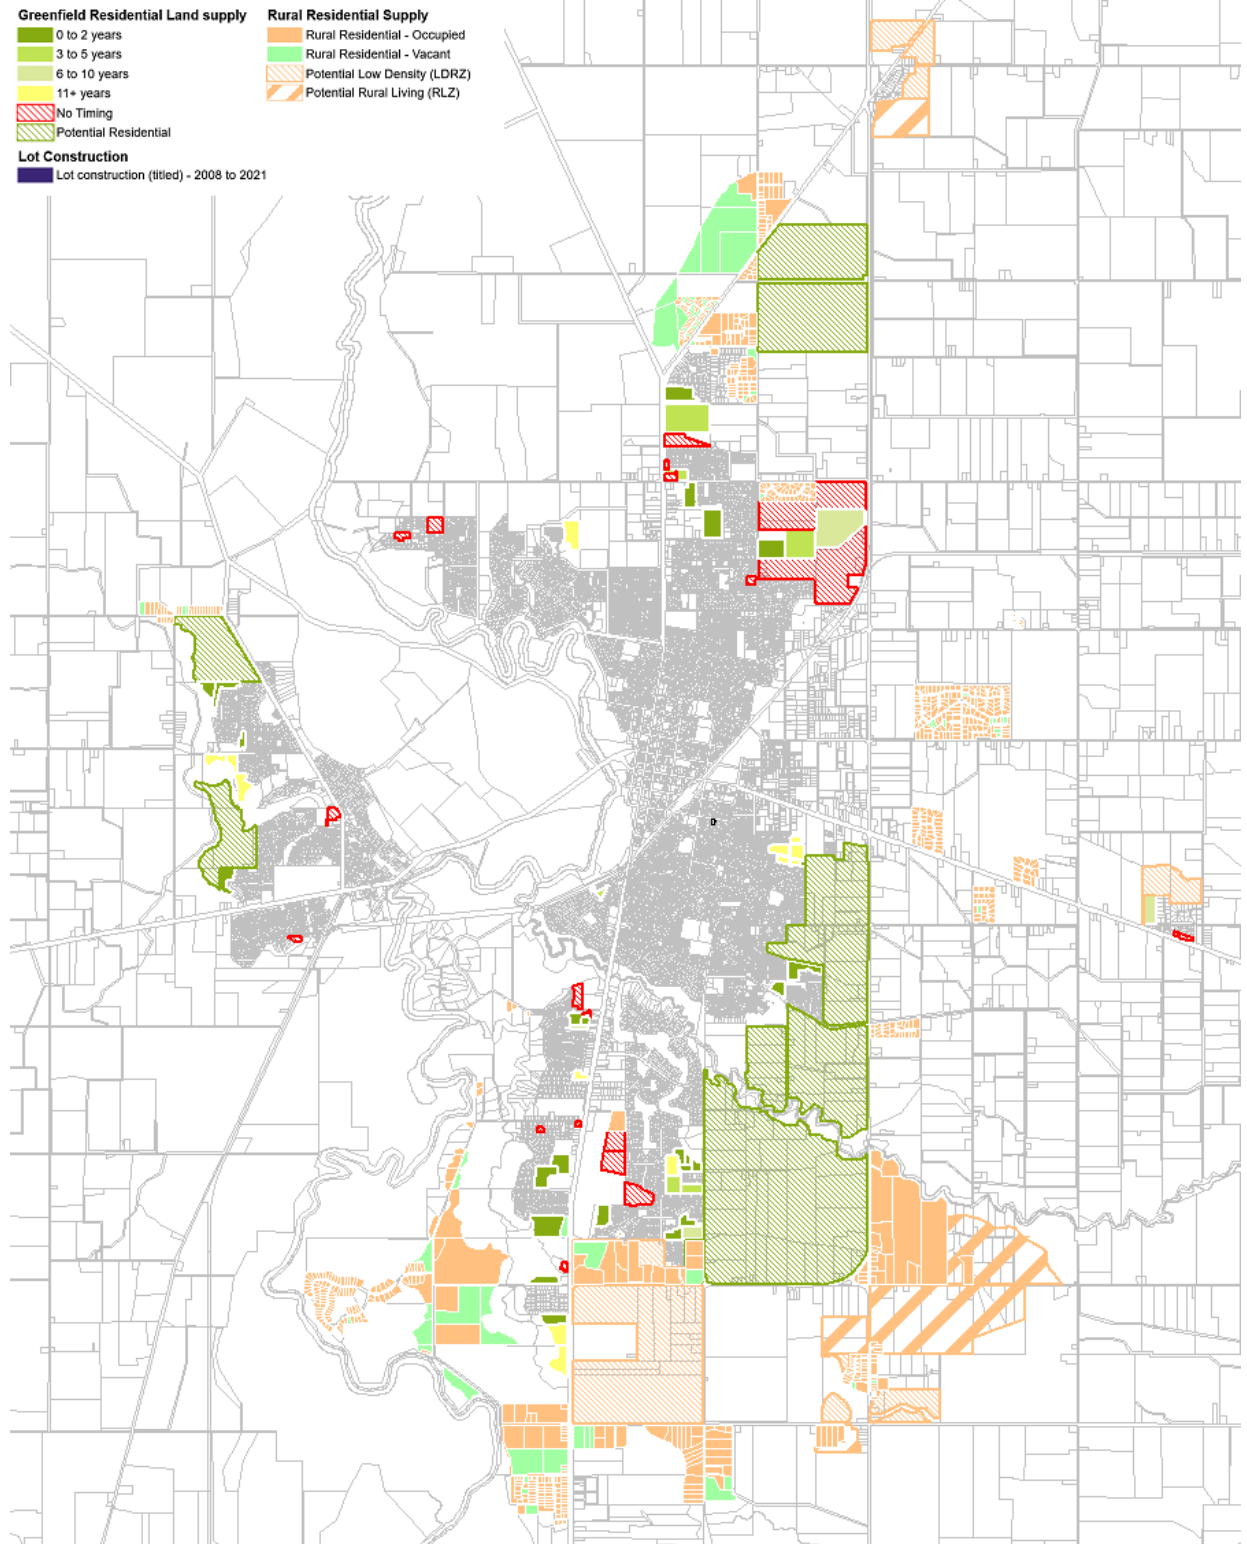 Greenfield Residential Land supply
0 to 2 years
3 to 5 years
6 to 10 years
11+ years
No Timing
Potential Residential
Lot Construction
Lot construction (titled) - 2008 to 2021
Rural Residential Supply
Rural Residential - Occupied
Rural Residential - Vacant
Potential Low Density (LDRZ)
Potential Rural Living (RLZ)